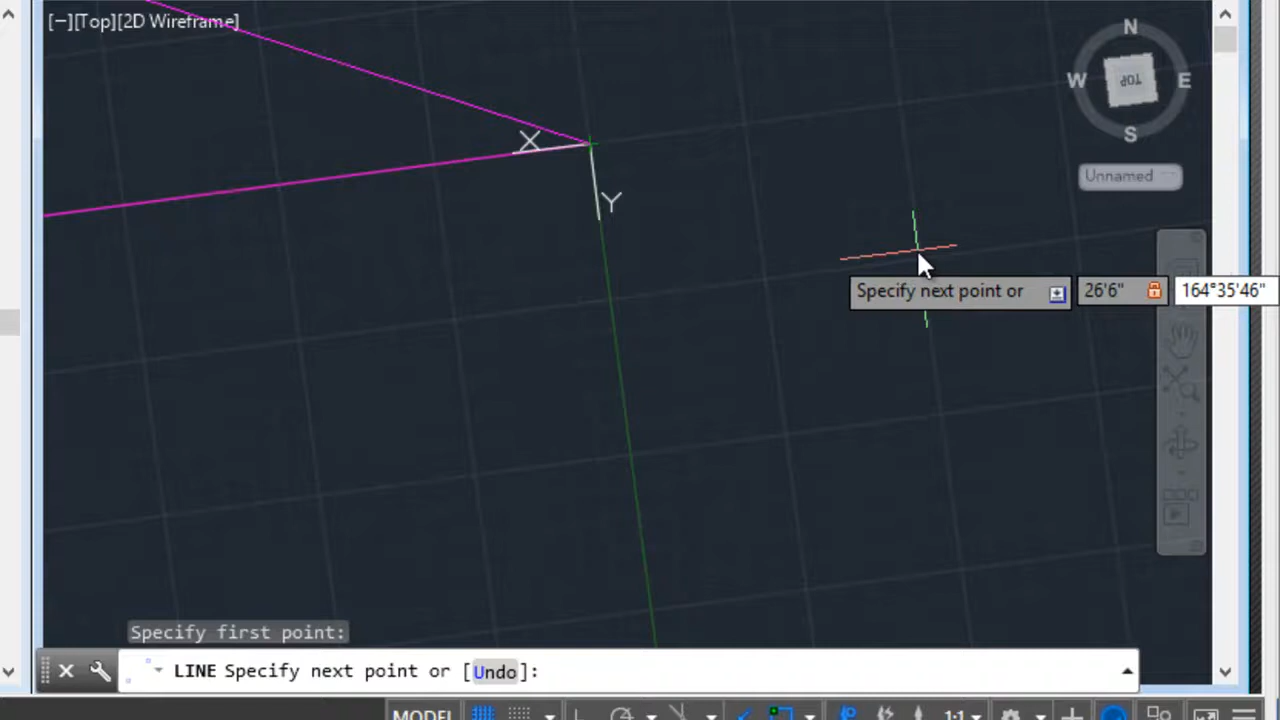 [−][Top][2D Wireframe]
N
W
TOP
E
S
Unnamed
X
Y
Specify next point or
26'6"
164°35'46"
Specify first point:
LINE Specify next point or [Undo]:
MODEL
1:1